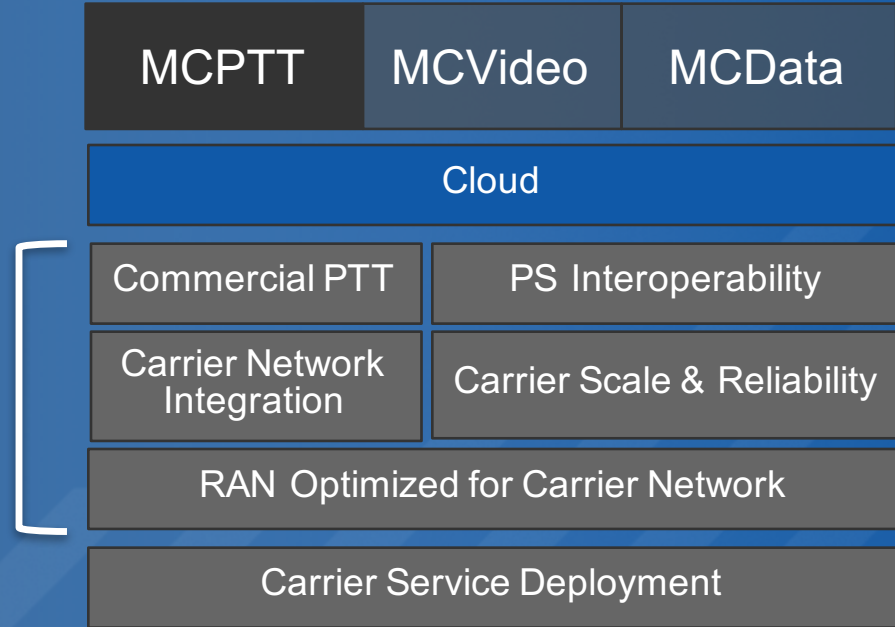 MCPTT MCVideo MCData
Cloud
Commercial PTT PS Interoperability
Carrier Network
Integration
Carrier Scale & Reliability
RAN Optimized for Carrier Network
Carrier Service Deployment